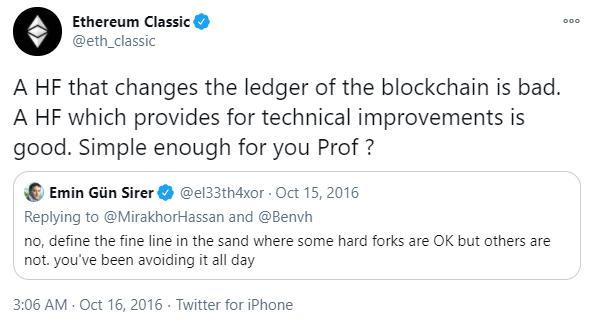 Ethereum Classic
@eth_classic
A HF that changes the ledger of the blockchain is bad.
A HF which provides for technical improvements is
good. Simple enough for you Prof ?
Emin Gün Sirer @el33th4xor · Oct 15, 2016
Replying to @MirakhorHassan and @Benvh
no, define the fine line in the sand where some hard forks are OK but others are
not. you've been avoiding it all day
3:06 AM · Oct 16, 2016 · Twitter for iPhone